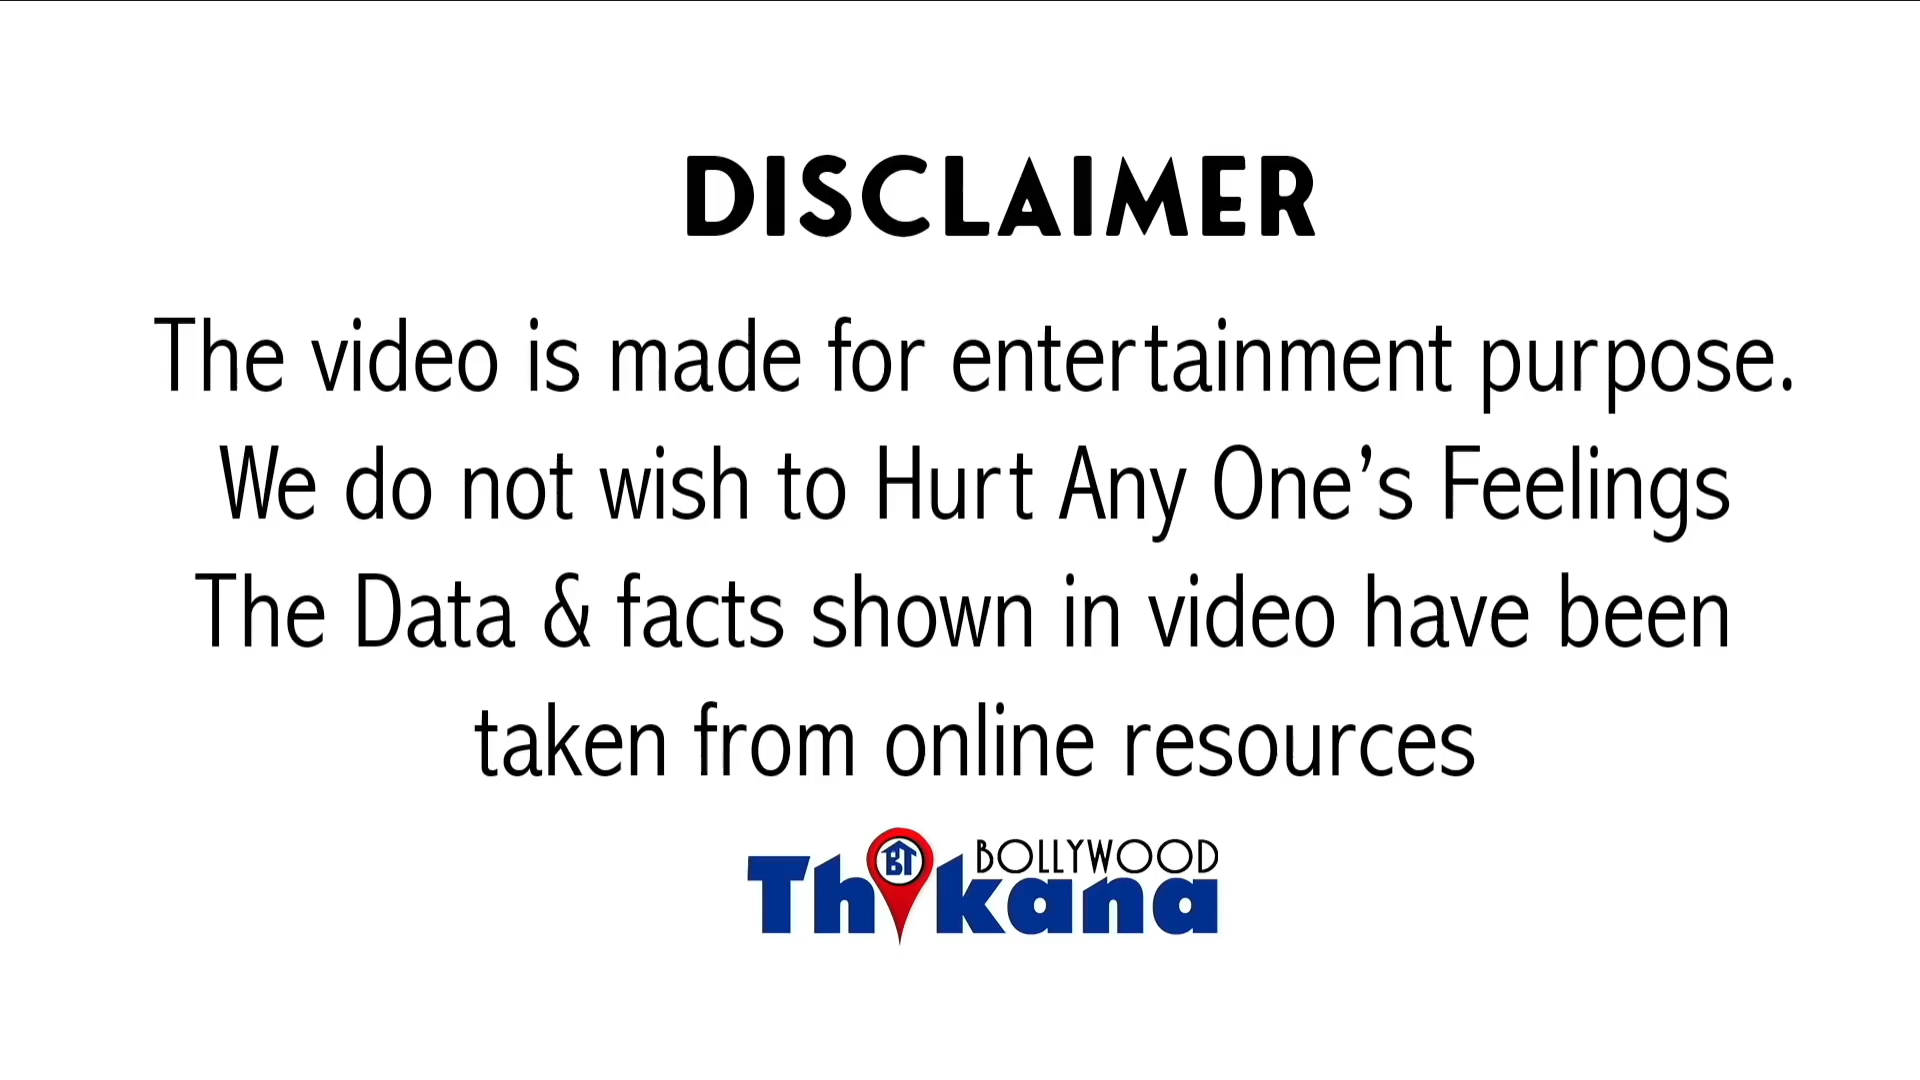 DISCLAIMER
The video is made for entertainment purpose.
We do not wish to Hurt Any One’s Feelings
The Data & facts shown in video have been
taken from online resources
BOLLYWOOD
BT
Thikana